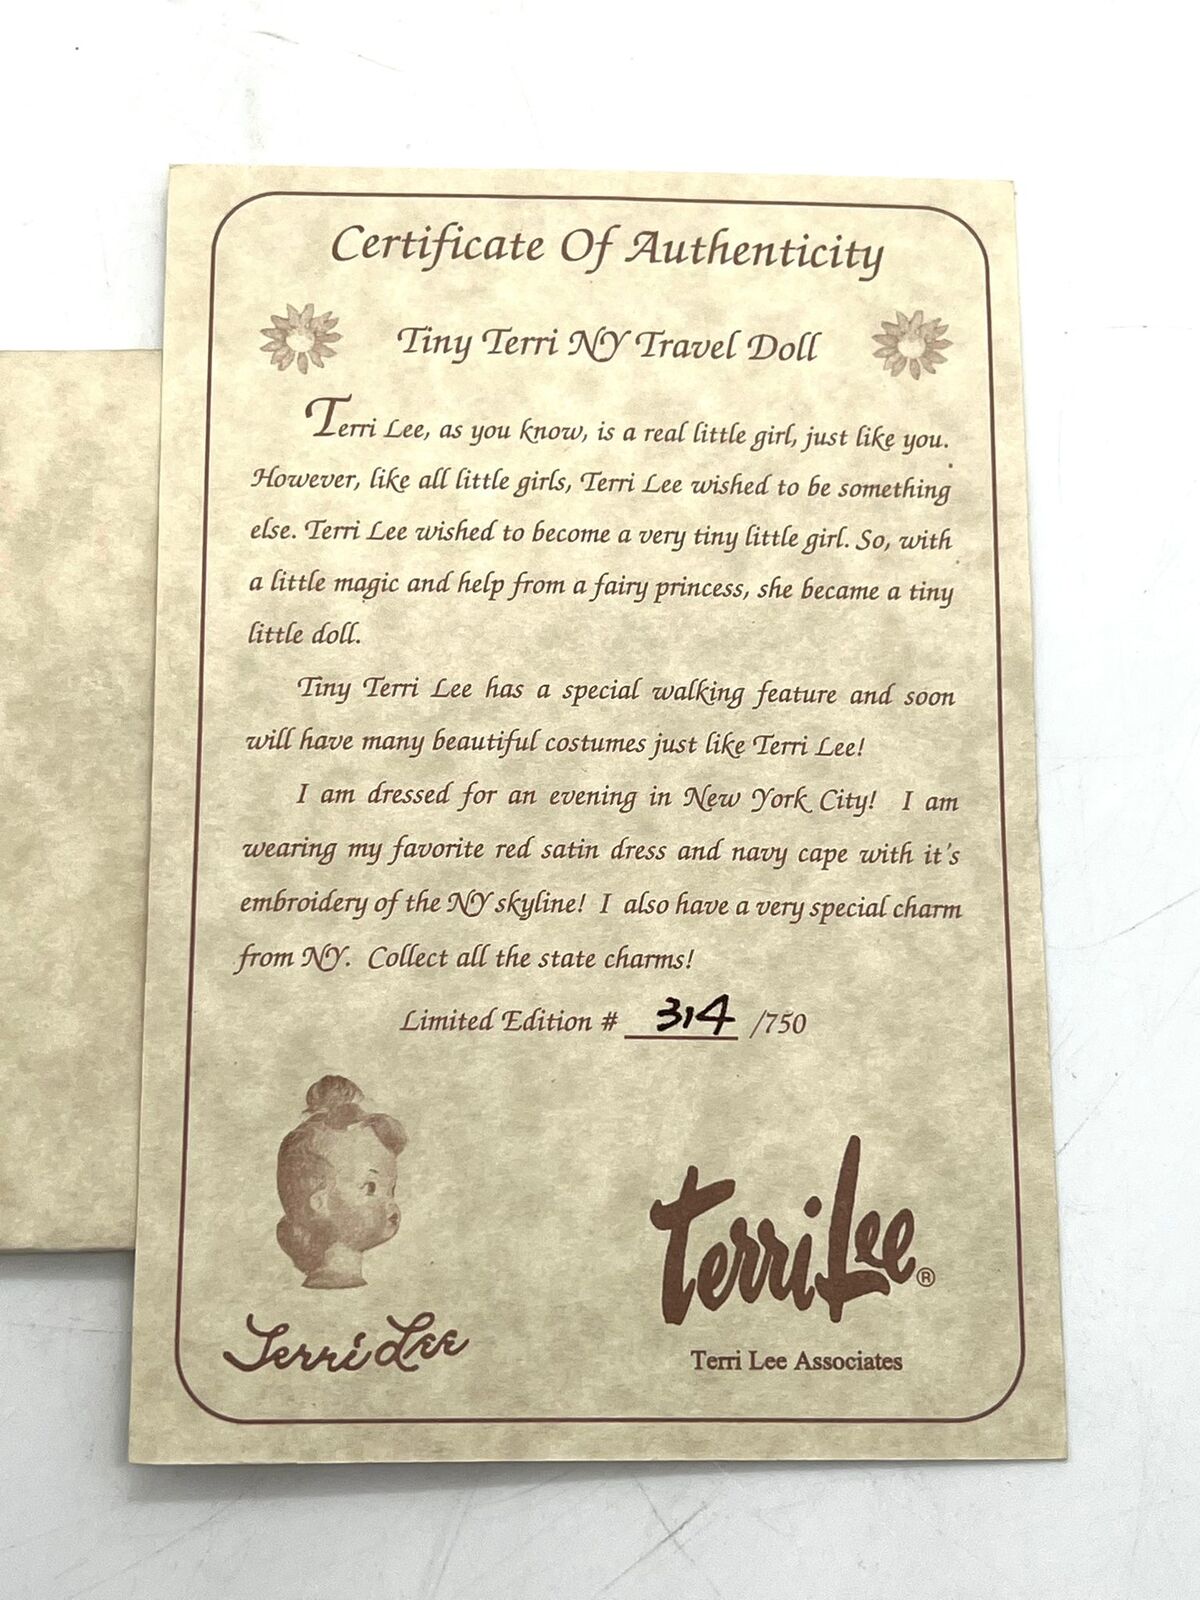 Certificate Of Authenticity
Tiny Terri NY Travel Doll
Terri Lee, as you know, is a real little girl, just like you.
However, like all little girls, Terri Lee wished to be something
else. Terri Lee wished to become a very tiny little girl. So, with
a little magic and help from a fairy princess, she became a tiny
little doll.
Tiny Terri Lee has a special walking feature and soon
will have many beautiful costumes just like Terri Lee!
I am dressed for an evening in New York City! I am
wearing my favorite red satin dress and navy cape with it's
embroidery of the NY skyline! I also have a very special charm
from NY. Collect all the state charms!
Limited Edition # 314 /750
Terri Lee
Terri Lee®
Terri Lee Associates